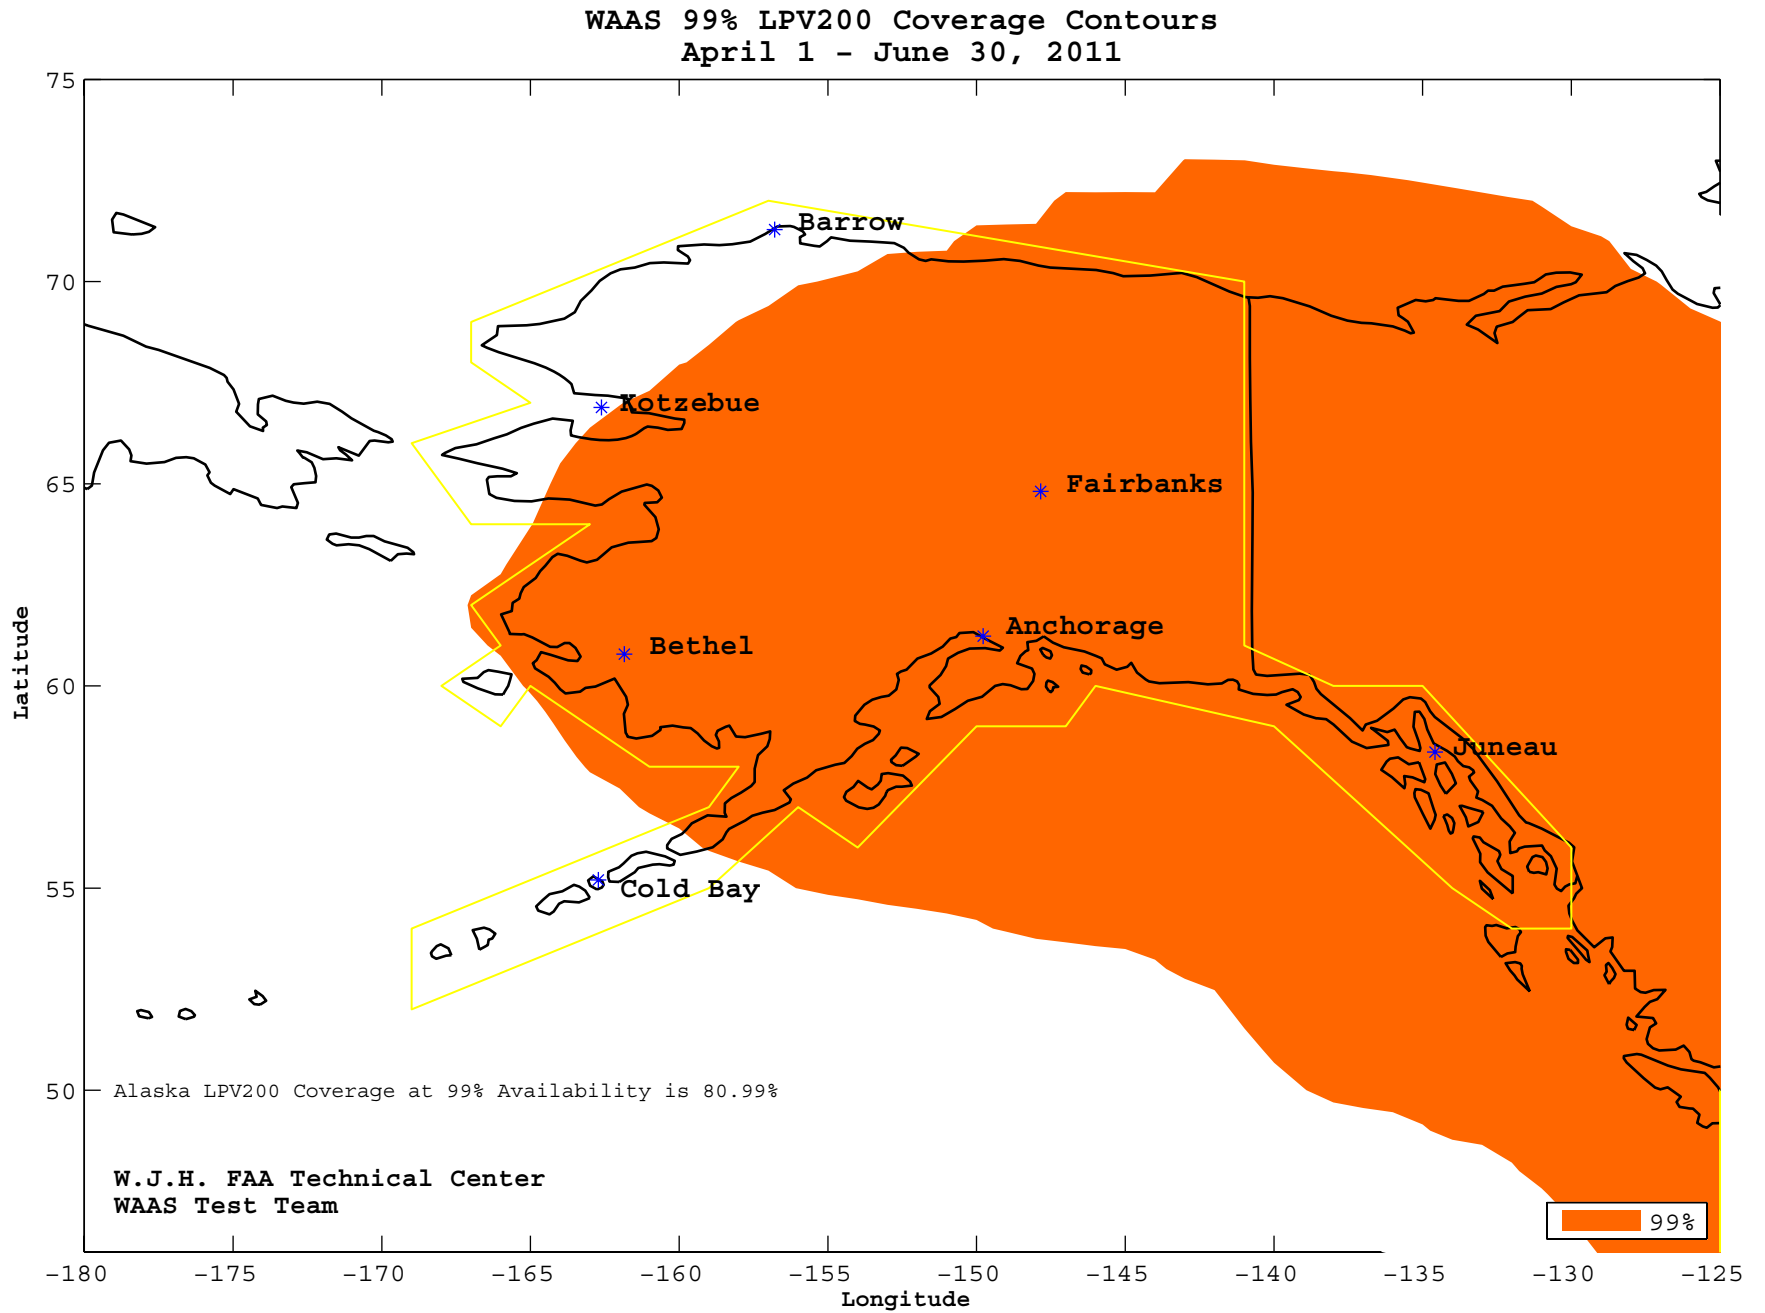 WAAS 99% LPV200 Coverage Contours
April 1 - June 30, 2011
75
70
65
60
55
50
Latitude
Barrow
Kotzebue
Fairbanks
Anchorage
Bethel
Juneau
Cold Bay
Alaska LPV200 Coverage at 99% Availability is 80.99%
W.J.H. FAA Technical Center
WAAS Test Team
99%
-180 -175 -170 -165 -160 -155 -150 -145 -140 -135 -130 -125
Longitude